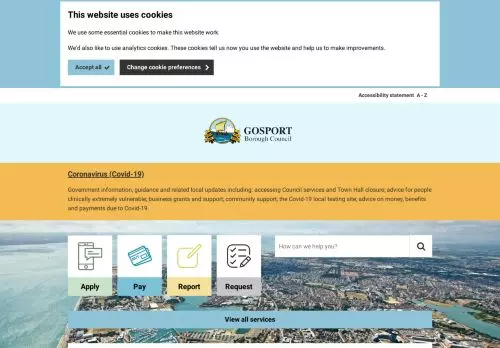 This website uses cookies
We use some essential cookies to make this website work.
We'd also like to use analytics cookies. These cookies tell us now you use the website and help us to make improvements.
Accept all
Change cookie preferences
Accessibility statement A - Z
GOSPORT
Borough Council
Coronavirus (Covid-19)
Government information, guidance and related local updates including: accessing Council services and Town Hall closure; advice for people
clinically extremely vulnerable; business grants and support; community support; the Covid-19 local testing site; advice on money, benefits
and payments due to Covid-19.
How can we help you?
Apply
Pay
Report
Request
View all services